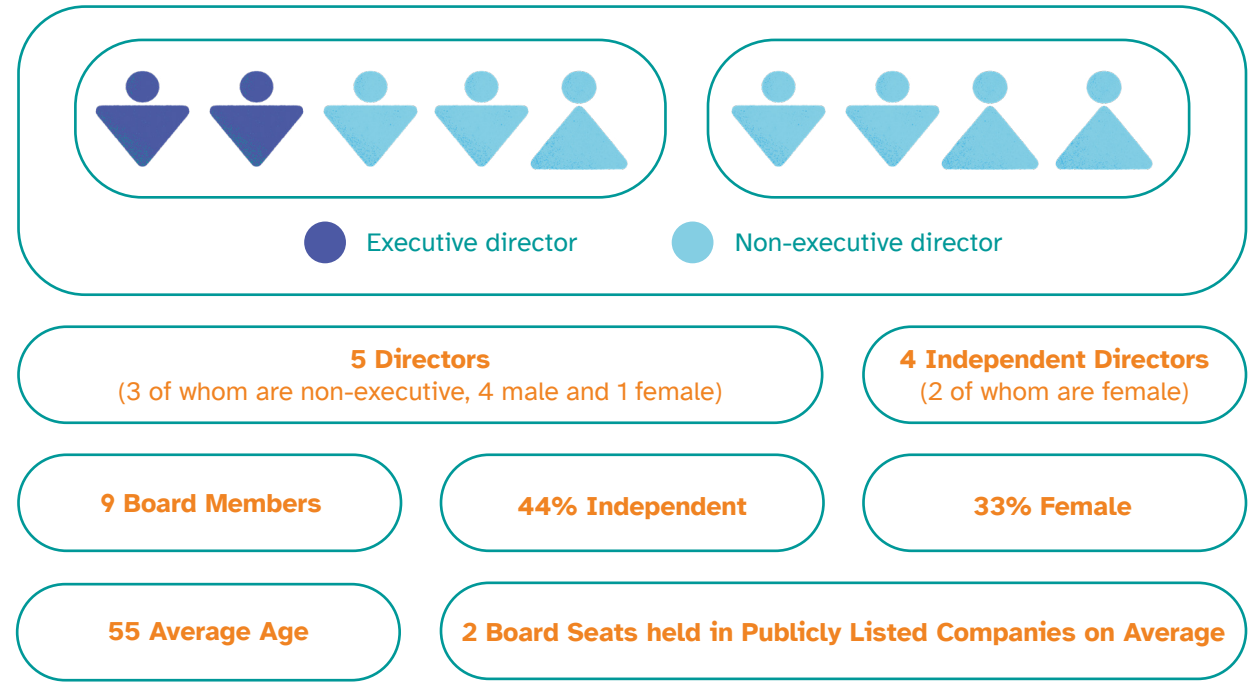 Executive director
Non-executive director
5 Directors
(3 of whom are non-executive, 4 male and 1 female)
4 Independent Directors
(2 of whom are female)
9 Board Members
44% Independent
33% Female
55 Average Age
2 Board Seats held in Publicly Listed Companies on Average